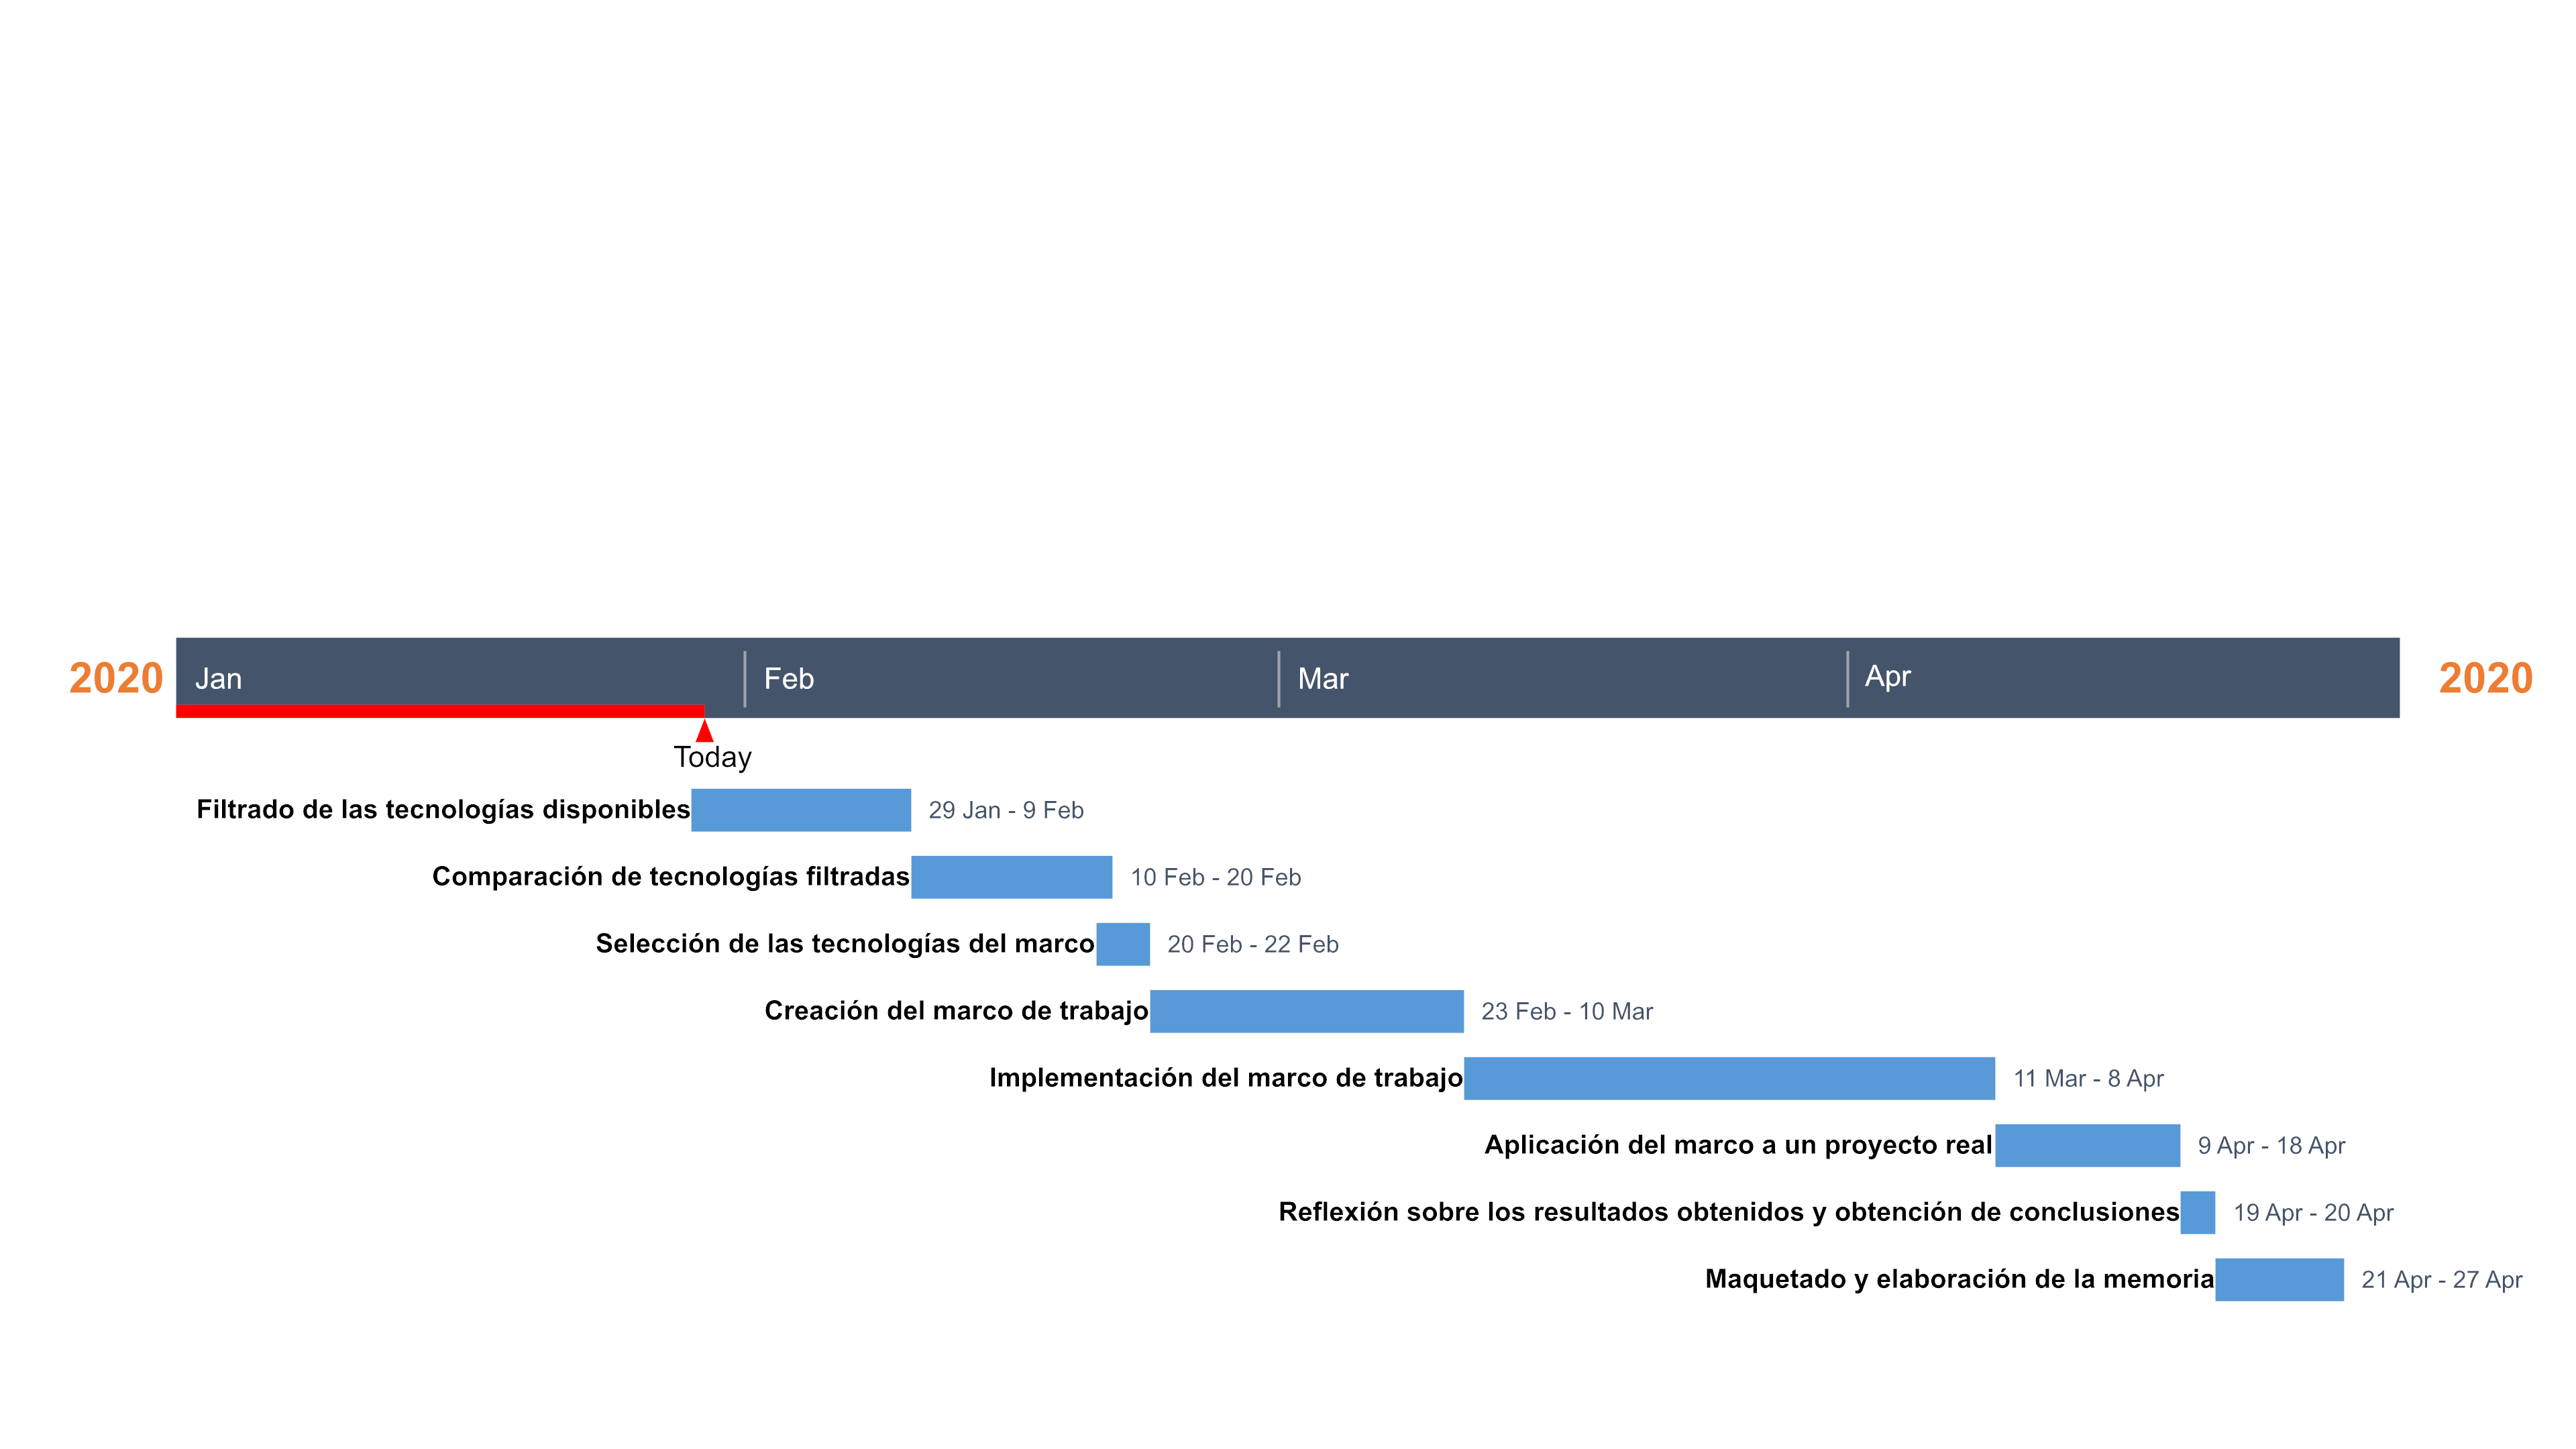 2020 Jan Feb Mar Apr 2020
Today
Filtrado de las tecnologías disponibles 29 Jan - 9 Feb
Comparación de tecnologías filtradas 10 Feb - 20 Feb
Selección de las tecnologías del marco 20 Feb - 22 Feb
Creación del marco de trabajo 23 Feb - 10 Mar
Implementación del marco de trabajo 11 Mar - 8 Apr
Aplicación del marco a un proyecto real 9 Apr - 18 Apr
Reflexión sobre los resultados obtenidos y obtención de conclusiones 19 Apr - 20 Apr
Maquetado y elaboración de la memoria 21 Apr - 27 Apr